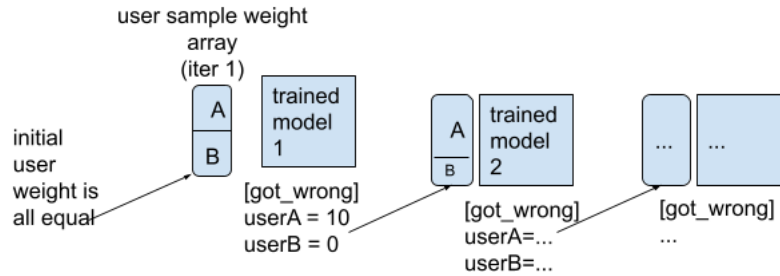 user sample weight
array
(iter 1)
A
B
trained
model
1
initial
user
weight is
all equal
[got_wrong]
userA = 10
userB = 0
A
B
trained
model
2
[got_wrong]
userA=...
userB=...
...
...
[got_wrong]
...